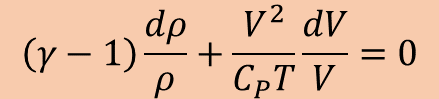 (γ − 1) dρ/ρ + V²/(C_P T) dV/V = 0